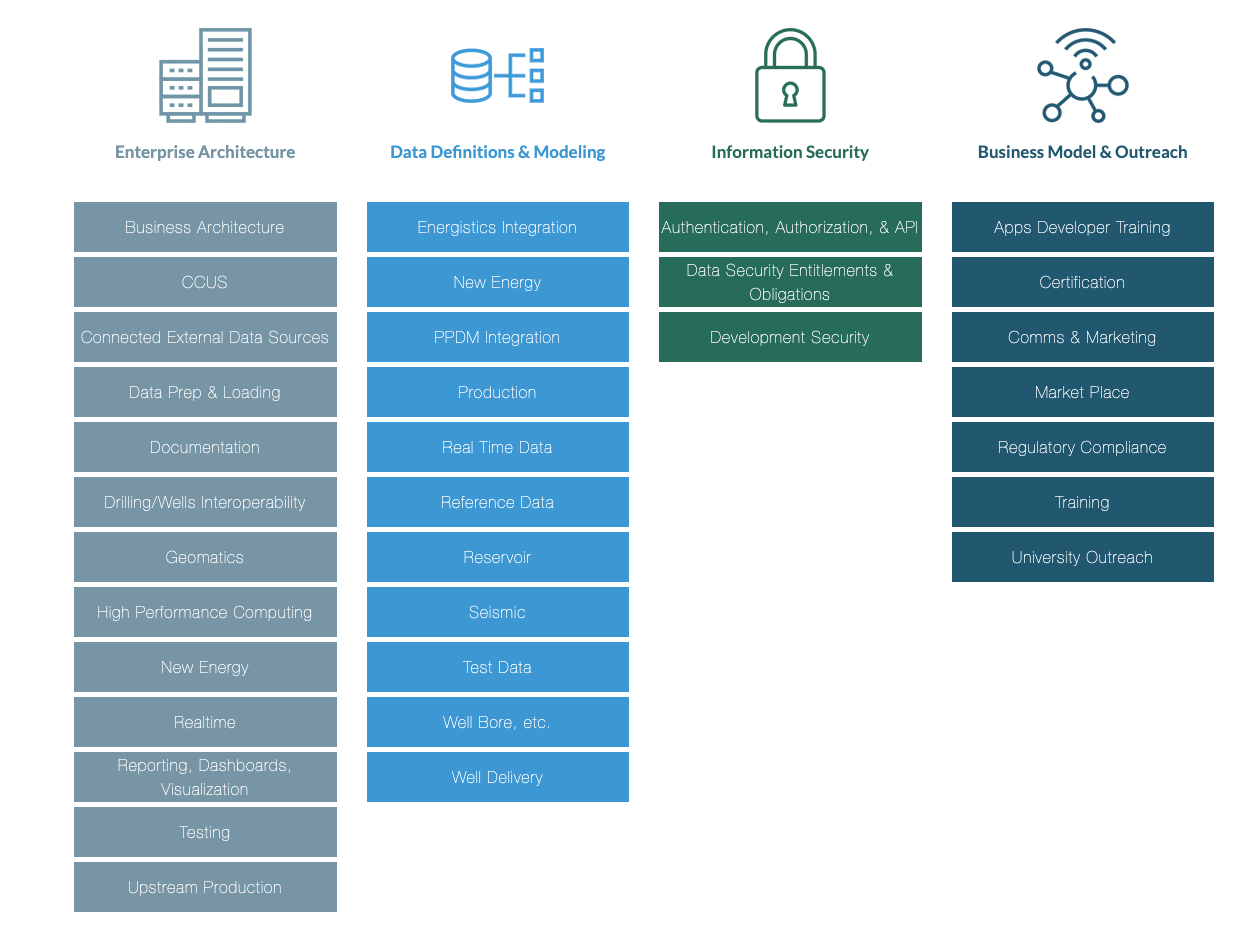 Enterprise Architecture
Business Architecture
CCUS
Connected External Data Sources
Data Prep & Loading
Documentation
Drilling/Wells Interoperability
Geomatics
High Performance Computing
New Energy
Realtime
Reporting, Dashboards,
Visualization
Testing
Upstream Production
Data Definitions & Modeling
Energistics Integration
New Energy
PPDM Integration
Production
Real Time Data
Reference Data
Reservoir
Seismic
Test Data
Well Bore, etc.
Well Delivery
Information Security
Authentication, Authorization, & API
Data Security Entitlements &
Obligations
Development Security
Business Model & Outreach
Apps Developer Training
Certification
Comms & Marketing
Market Place
Regulatory Compliance
Training
University Outreach